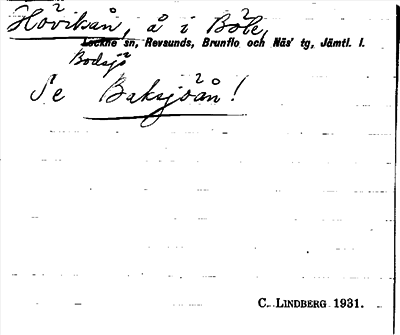 Hövikån, å i Böle,
Lockne sn, Revsunds, Brunflo och Näs' tg, Jämtl. l.
Bodsjö
Se Baksjöån!
C. LINDBERG 1931.